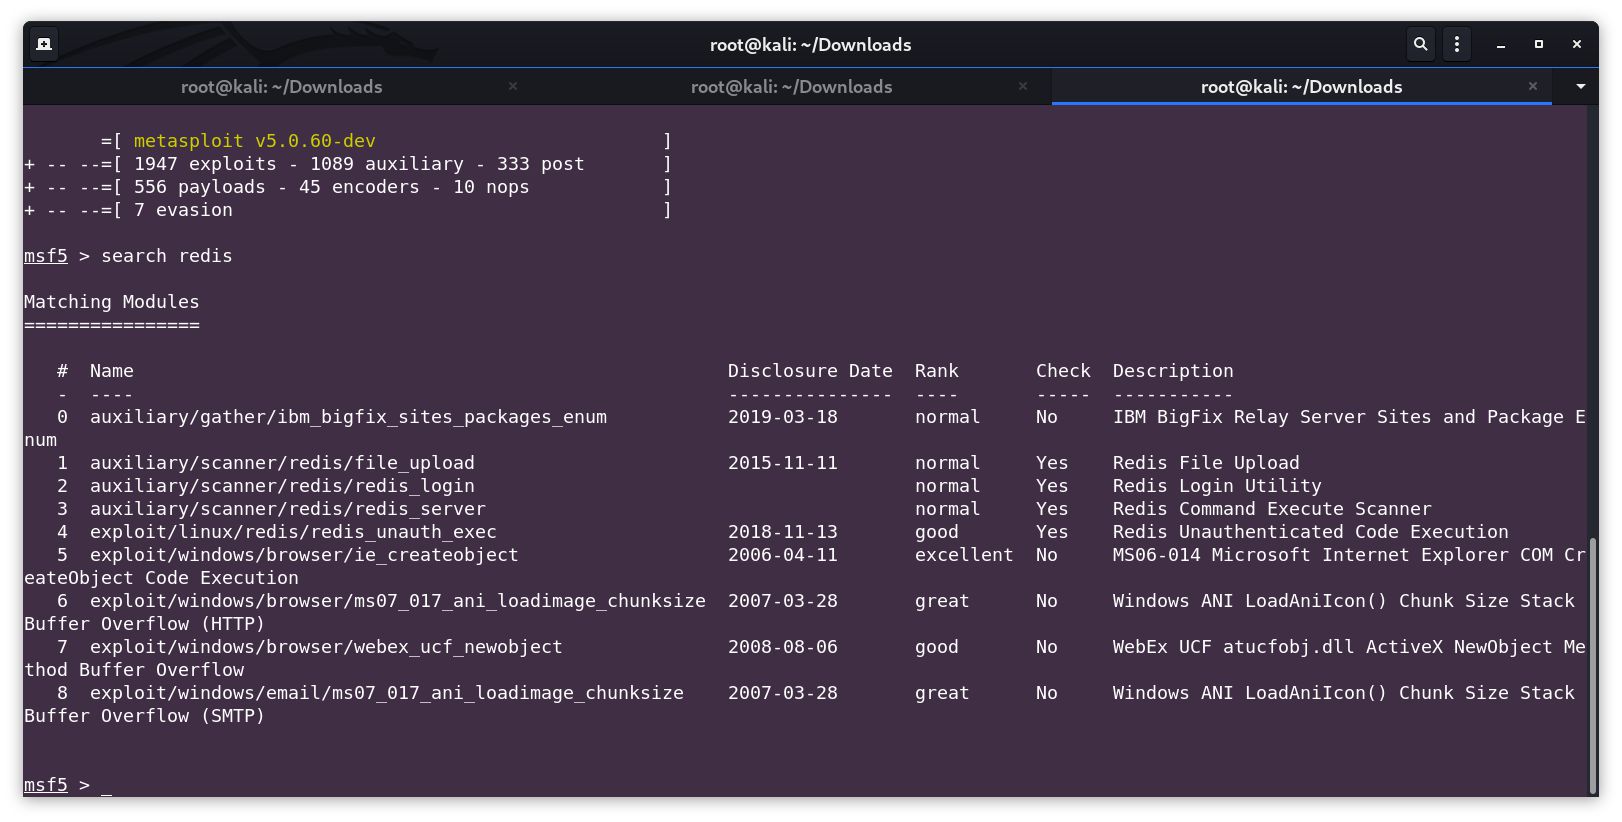 root@kali: ~/Downloads
root@kali: ~/Downloads × root@kali: ~/Downloads × root@kali: ~/Downloads ×
=[ metasploit v5.0.60-dev ]
+ -- --=[ 1947 exploits - 1089 auxiliary - 333 post ]
+ -- --=[ 556 payloads - 45 encoders - 10 nops ]
+ -- --=[ 7 evasion ]
msf5 > search redis
Matching Modules
================
# Name Disclosure Date Rank Check Description
- ---- --------------- ---- ----- -----------
0 auxiliary/gather/ibm_bigfix_sites_packages_enum 2019-03-18 normal No IBM BigFix Relay Server Sites and Package E
num
1 auxiliary/scanner/redis/file_upload 2015-11-11 normal Yes Redis File Upload
2 auxiliary/scanner/redis/redis_login normal Yes Redis Login Utility
3 auxiliary/scanner/redis/redis_server normal Yes Redis Command Execute Scanner
4 exploit/linux/redis/redis_unauth_exec 2018-11-13 good Yes Redis Unauthenticated Code Execution
5 exploit/windows/browser/ie_createobject 2006-04-11 excellent No MS06-014 Microsoft Internet Explorer COM Cr
eateObject Code Execution
6 exploit/windows/browser/ms07_017_ani_loadimage_chunksize 2007-03-28 great No Windows ANI LoadAniIcon() Chunk Size Stack
Buffer Overflow (HTTP)
7 exploit/windows/browser/webex_ucf_newobject 2008-08-06 good No WebEx UCF atucfobj.dll ActiveX NewObject Me
thod Buffer Overflow
8 exploit/windows/email/ms07_017_ani_loadimage_chunksize 2007-03-28 great No Windows ANI LoadAniIcon() Chunk Size Stack
Buffer Overflow (SMTP)
msf5 > _